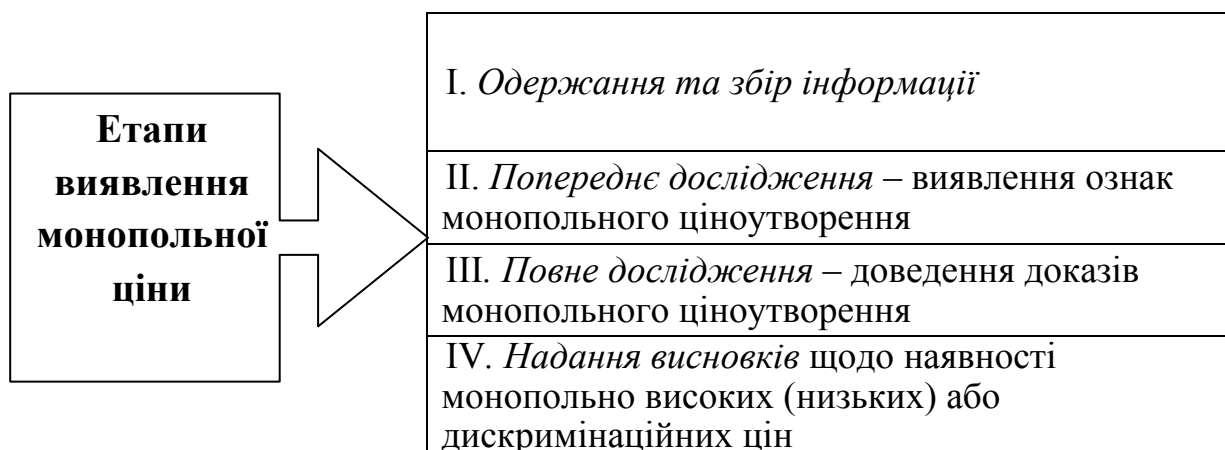 Етапи
виявлення
монопольної
ціни
I. Одержання та збір інформації
II. Попереднє дослідження – виявлення ознак
монопольного ціноутворення
III. Повне дослідження – доведення доказів
монопольного ціноутворення
IV. Надання висновків щодо наявності
монопольно високих (низьких) або
дискримінаційних цін